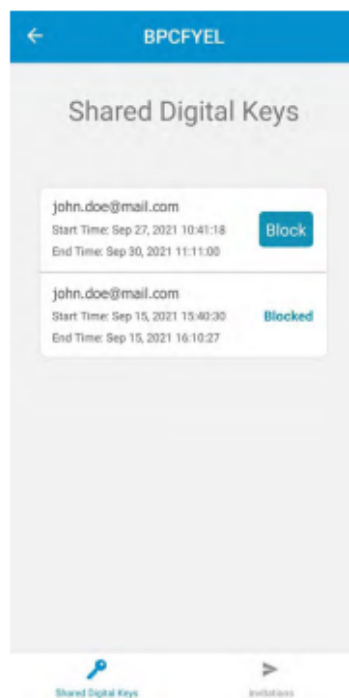 BPCFYEL
Shared Digital Keys
john.doe@mail.com
Start Time: Sep 27, 2021 10:41:18
Block
End Time: Sep 30, 2021 11:11:00
john.doe@mail.com
Start Time: Sep 15, 2021 15:40:30
Blocked
End Time: Sep 15, 2021 16:10:27
Shared Digital Keys
Invitations